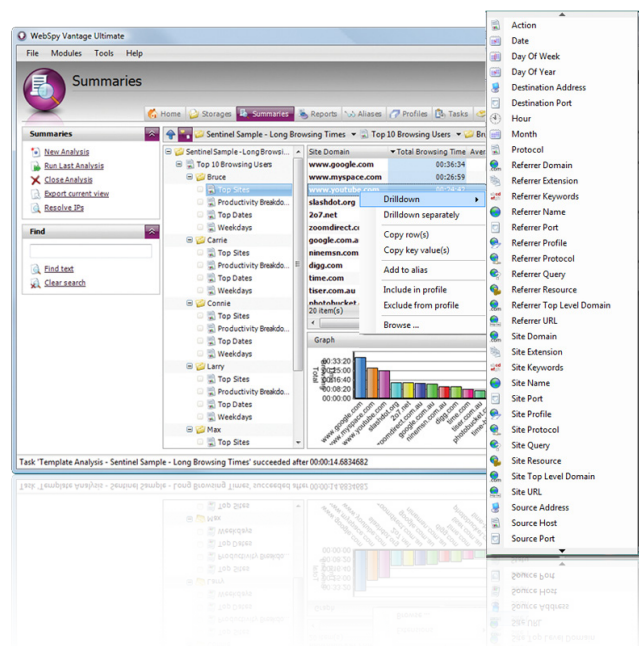 WebSpy Vantage Ultimate
File Modules Tools Help
Summaries
Home Storages Summaries Reports Aliases Profiles Tasks
Summaries
New Analysis
Run Last Analysis
Close Analysis
Export current view
Resolve IPs
Find
Find text
Clear search
Sentinel Sample - Long Browsing Times Top 10 Browsing Users Bru
Sentinel Sample - Long Browsi...
Top 10 Browsing Users
Bruce
Top Sites
Productivity Breakdo...
Top Dates
Weekdays
Carrie
Top Sites
Productivity Breakdo...
Top Dates
Weekdays
Connie
Top Sites
Productivity Breakdo...
Top Dates
Weekdays
Larry
Top Sites
Productivity Breakdo...
Top Dates
Weekdays
Max
Top Sites
Site Domain Total Browsing Time Aver
www.google.com 00:36:34
www.myspace.com 00:26:59
www.youtube.com 00:24:47
slashdot.org
2o7.net
zoomdirect.co
google.com.a
ninemsn.com
digg.com
time.com
tiser.com.au
photobucket.
20 item(s)
Drilldown
Drilldown separately
Copy row(s)
Copy key value(s)
Add to alias
Include in profile
Exclude from profile
Browse ...
Graph
Total
00:33:20
00:25:00
00:16:40
00:08:20
00:00:00
www.google.com
www.myspace.com
www.youtube.com
slashdot.org
2o7.net
zoomdirect.com.au
google.com.au
ninemsn.com.au
digg.com
time.com
tiser.com.au
photobucket.com
Task 'Template Analysis - Sentinel Sample - Long Browsing Times' succeeded after 00:00:14.6834682
Action
Date
Day Of Week
Day Of Year
Destination Address
Destination Port
Hour
Month
Protocol
Referrer Domain
Referrer Extension
Referrer Keywords
Referrer Name
Referrer Port
Referrer Profile
Referrer Protocol
Referrer Query
Referrer Resource
Referrer Top Level Domain
Referrer URL
Site Domain
Site Extension
Site Keywords
Site Name
Site Port
Site Profile
Site Protocol
Site Query
Site Resource
Site Top Level Domain
Site URL
Source Address
Source Host
Source Port